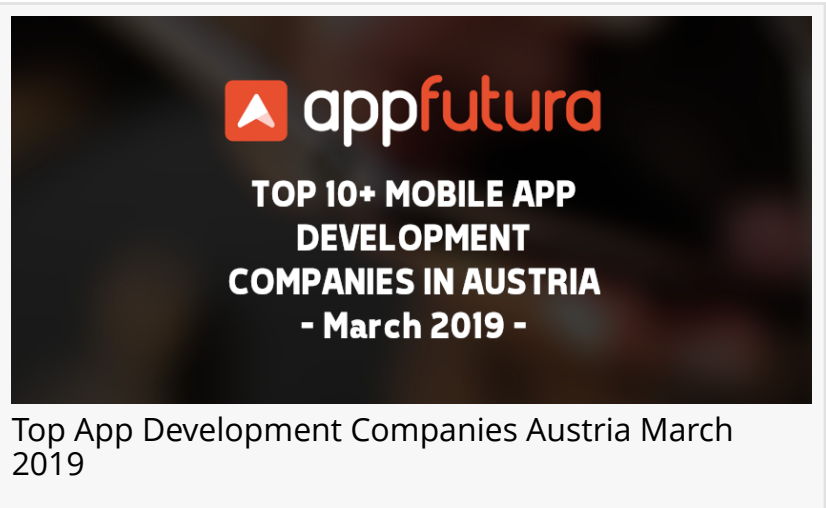 appfutura
TOP 10+ MOBILE APP
DEVELOPMENT
COMPANIES IN AUSTRIA
- March 2019 -
Top App Development Companies Austria March
2019